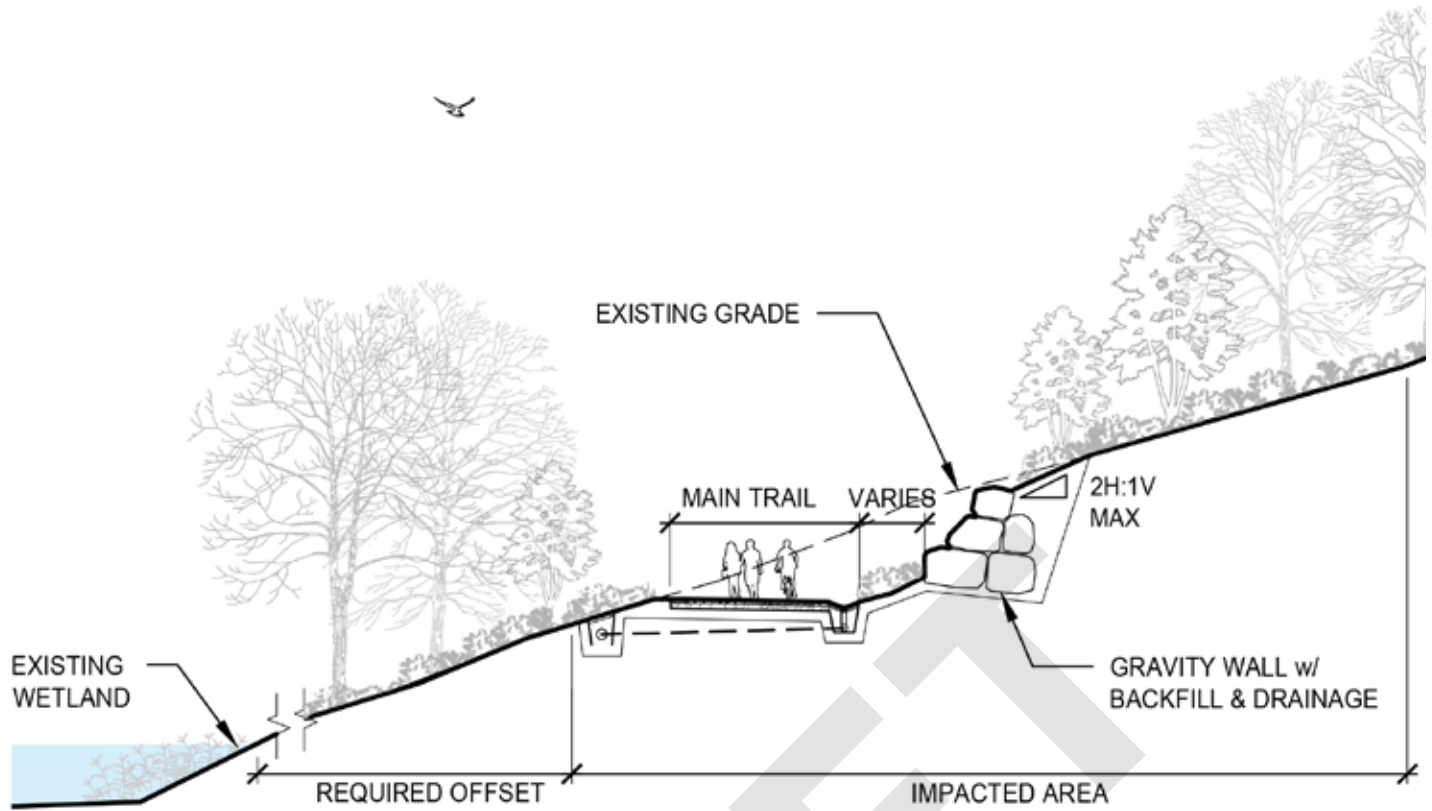 EXISTING GRADE
MAIN TRAIL
VARIES
2H:1V
MAX
EXISTING
WETLAND
GRAVITY WALL w/
BACKFILL & DRAINAGE
REQUIRED OFFSET
IMPACTED AREA